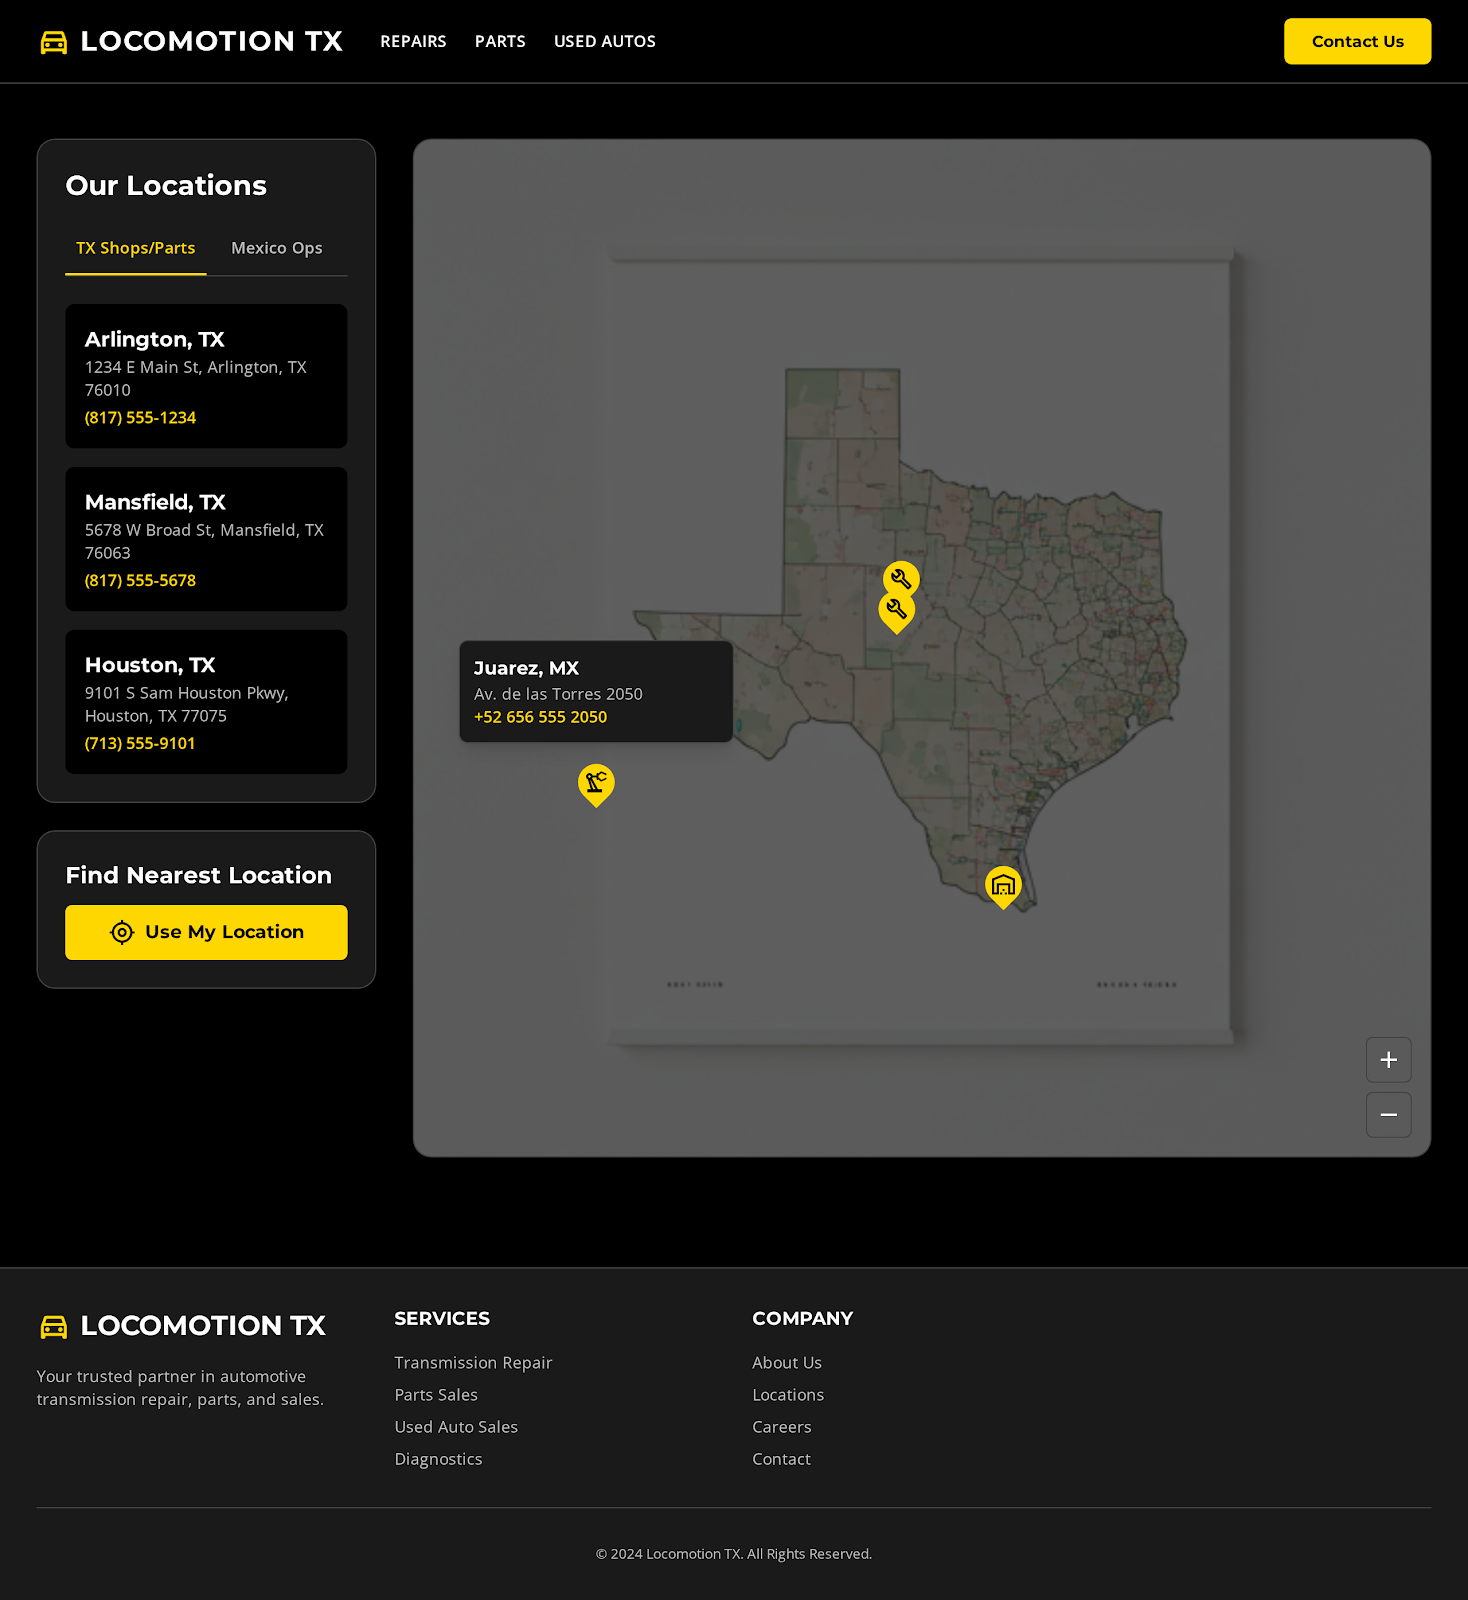 LOCOMOTION TX
REPAIRS
PARTS
USED AUTOS
Contact Us
Our Locations
TX Shops/Parts
Mexico Ops
Arlington, TX
1234 E Main St, Arlington, TX
76010
(817) 555-1234
Mansfield, TX
5678 W Broad St, Mansfield, TX
76063
(817) 555-5678
Houston, TX
9101 S Sam Houston Pkwy,
Houston, TX 77075
(713) 555-9101
Find Nearest Location
Use My Location
Juarez, MX
Av. de las Torres 2050
+52 656 555 2050
LOCOMOTION TX
Your trusted partner in automotive
transmission repair, parts, and sales.
SERVICES
Transmission Repair
Parts Sales
Used Auto Sales
Diagnostics
COMPANY
About Us
Locations
Careers
Contact
© 2024 Locomotion TX. All Rights Reserved.